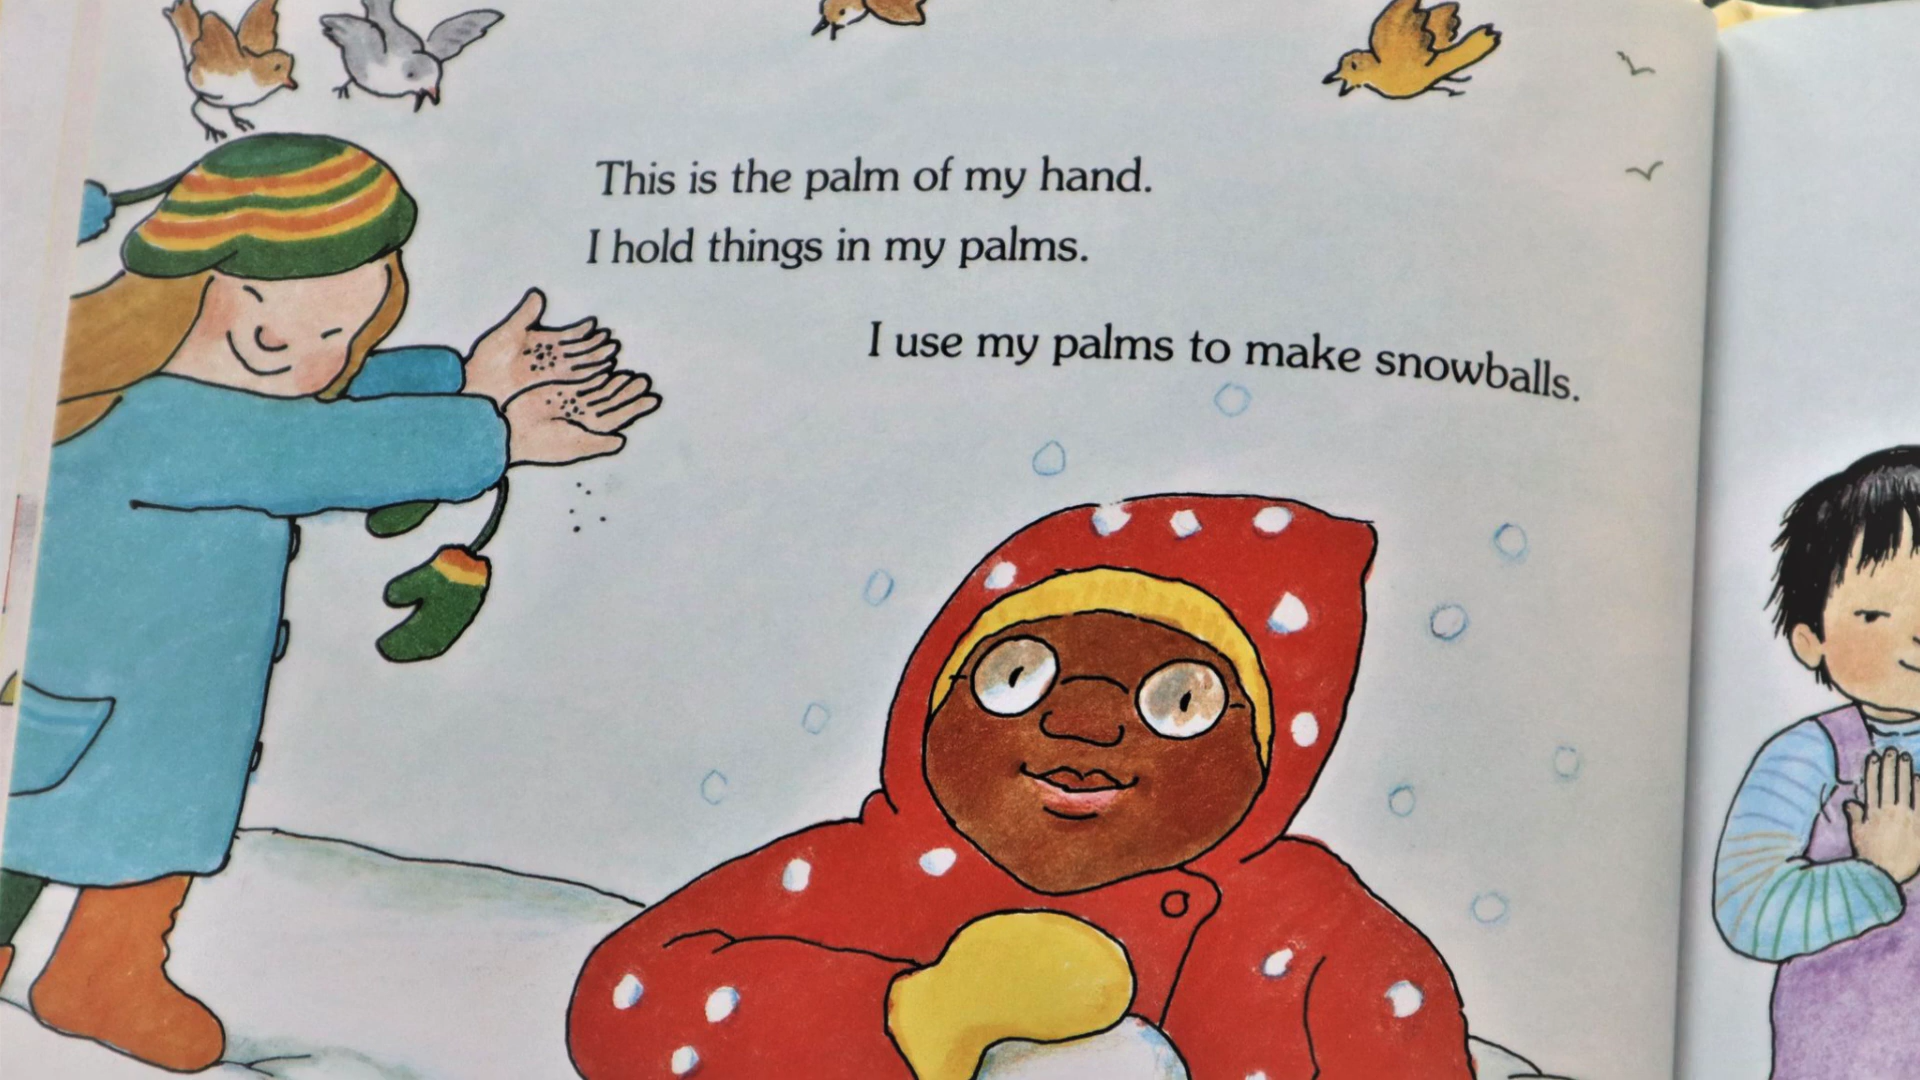 This is the palm of my hand.
I hold things in my palms.
I use my palms to make snowballs.